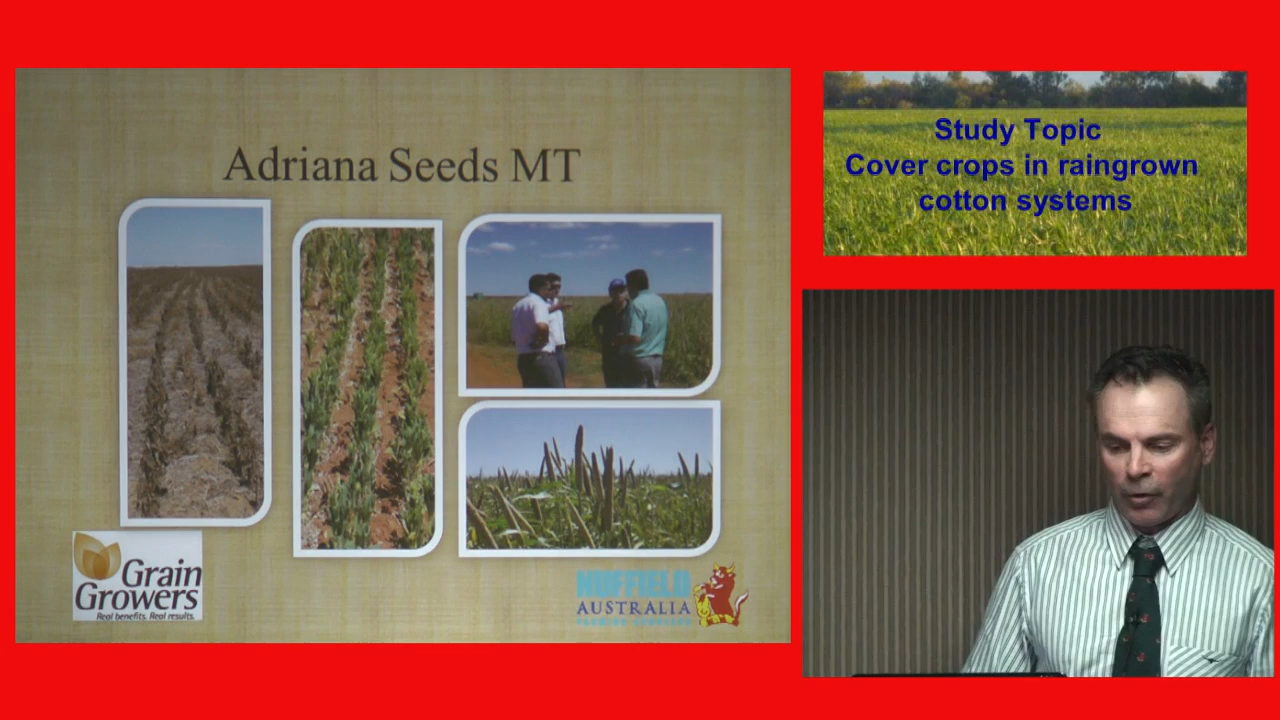 Adriana Seeds MT
Grain
Growers
Real benefits. Real results.
NUFFIELD
AUSTRALIA
Study Topic
Cover crops in raingrown
cotton systems